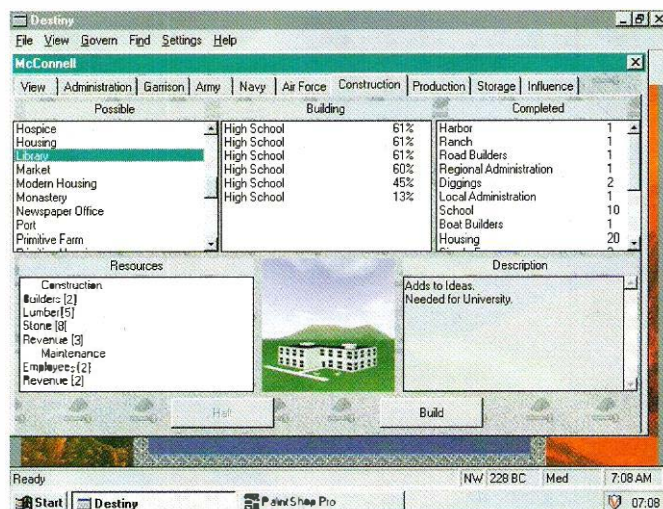 Destiny
File View Govern Find Settings Help
McConnell
View Administration Garrison Army Navy Air Force Construction Production Storage Influence
Possible
Hospice
Housing
Library
Market
Modern Housing
Monastery
Newspaper Office
Port
Primitive Farm
Building
High School 61%
High School 61%
High School 61%
High School 60%
High School 45%
High School 13%
Completed
Harbor 1
Ranch 1
Road Builders 1
Regional Administration 1
Diggings 2
Local Administration 1
School 10
Boat Builders 1
Housing 20
Resources
Construction
Builders [2]
Lumber [5]
Stone [8]
Revenue [3]
Maintenance
Employees [2]
Revenue [2]
Description
Adds to Ideas.
Needed for University.
Halt
Build
Ready NW 228 BC Med 7:08 AM
Start Destiny Paint Shop Pro 07:08